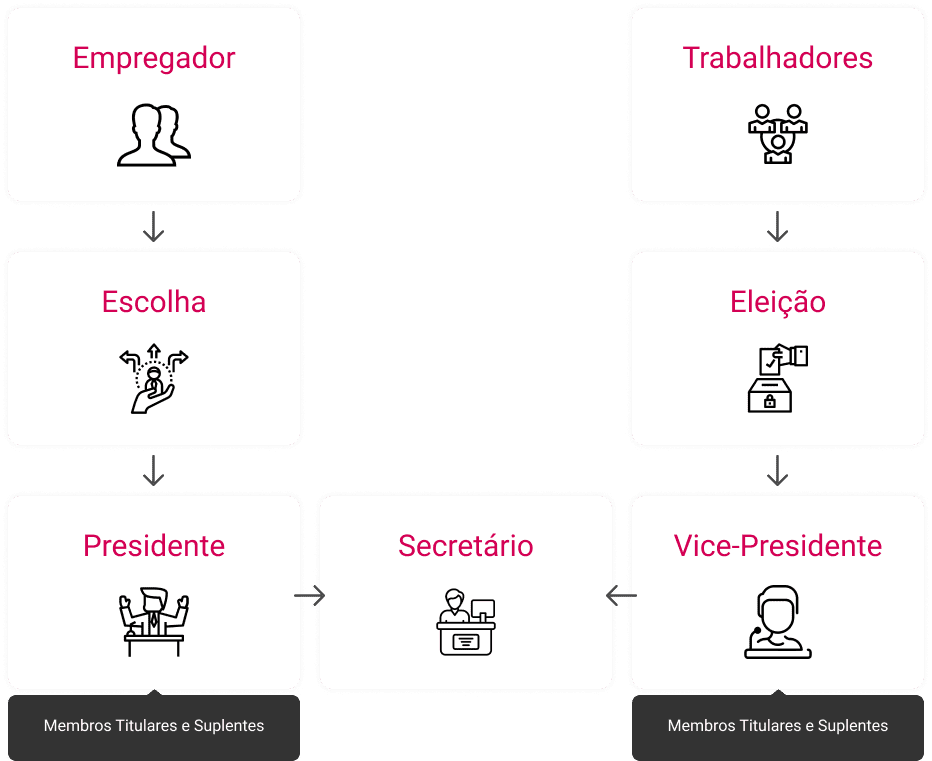 Empregador
Trabalhadores
Escolha
Eleição
Presidente
Secretário
Vice-Presidente
Membros Titulares e Suplentes
Membros Titulares e Suplentes